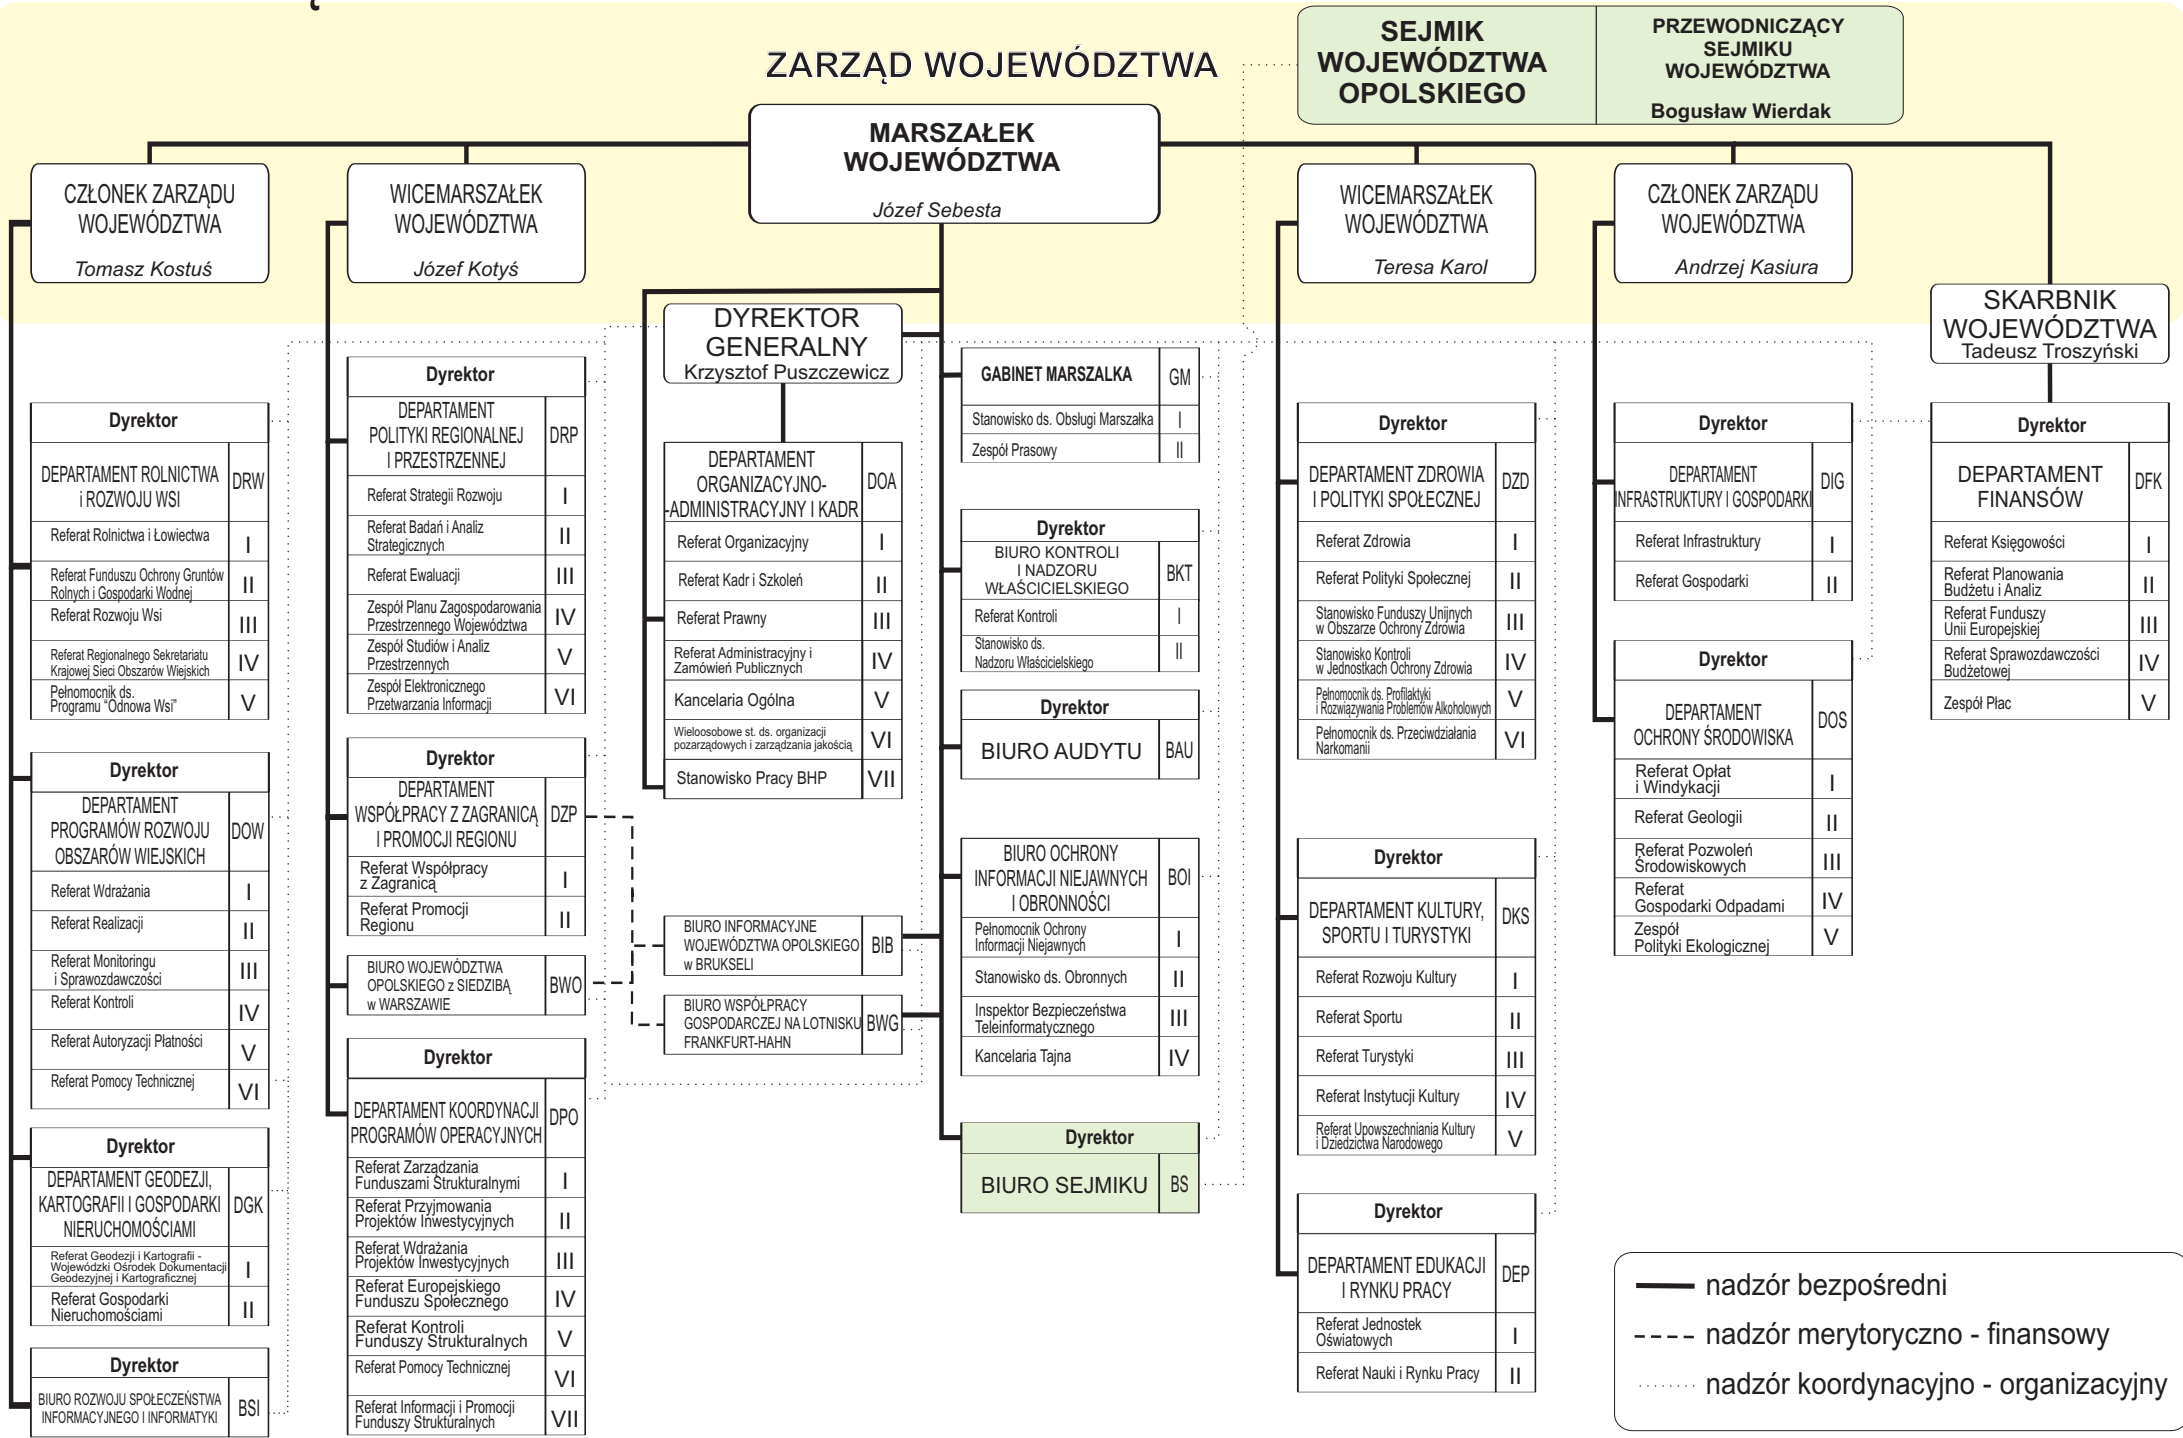 ZARZĄD WOJEWÓDZTWA
SEJMIK
WOJEWÓDZTWA
OPOLSKIEGO
PRZEWODNICZĄCY
SEJMIKU
WOJEWÓDZTWA
Bogusław Wierdak
MARSZAŁEK
WOJEWÓDZTWA
Józef Sebesta
CZŁONEK ZARZĄDU
WOJEWÓDZTWA
Tomasz Kostuś
WICEMARSZAŁEK
WOJEWÓDZTWA
Józef Kotyś
WICEMARSZAŁEK
WOJEWÓDZTWA
Teresa Karol
CZŁONEK ZARZĄDU
WOJEWÓDZTWA
Andrzej Kasiura
SKARBNIK
WOJEWÓDZTWA
Tadeusz Troszyński
DYREKTOR
GENERALNY
Krzysztof Puszczewicz
Dyrektor
DEPARTAMENT ROLNICTWA
i ROZWOJU WSI
DRW
Referat Rolnictwa i Łowiectwa
I
Referat Funduszu Ochrony Gruntów
Rolnych i Gospodarki Wodnej
II
Referat Rozwoju Wsi
III
Referat Regionalnego Sekretariatu
Krajowej Sieci Obszarów Wiejskich
IV
Pełnomocnik ds.
Programu "Odnowa Wsi"
V
Dyrektor
DEPARTAMENT
PROGRAMÓW ROZWOJU
OBSZARÓW WIEJSKICH
DOW
Referat Wdrażania
I
Referat Realizacji
II
Referat Monitoringu
i Sprawozdawczości
III
Referat Kontroli
IV
Referat Autoryzacji Płatności
V
Referat Pomocy Technicznej
VI
Dyrektor
DEPARTAMENT GEODEZJI,
KARTOGRAFII I GOSPODARKI
NIERUCHOMOŚCIAMI
DGK
Referat Geodezji i Kartografii -
Wojewódzki Ośrodek Dokumentacji
Geodezyjnej i Kartograficznej
I
Referat Gospodarki
Nieruchomościami
II
Dyrektor
BIURO ROZWOJU SPOŁECZEŃSTWA
INFORMACYJNEGO I INFORMATYKI
BSI
Dyrektor
DEPARTAMENT
POLITYKI REGIONALNEJ
I PRZESTRZENNEJ
DRP
Referat Strategii Rozwoju
I
Referat Badań i Analiz
Strategicznych
II
Referat Ewaluacji
III
Zespół Planu Zagospodarowania
Przestrzennego Województwa
IV
Zespół Studiów i Analiz
Przestrzennych
V
Zespół Elektronicznego
Przetwarzania Informacji
VI
Dyrektor
DEPARTAMENT
WSPÓŁPRACY Z ZAGRANICĄ
I PROMOCJI REGIONU
DZP
Referat Współpracy
z Zagranicą
I
Referat Promocji
Regionu
II
BIURO WOJEWÓDZTWA
OPOLSKIEGO z SIEDZIBĄ
w WARSZAWIE
BWO
Dyrektor
DEPARTAMENT KOORDYNACJI
PROGRAMÓW OPERACYJNYCH
DPO
Referat Zarządzania
Funduszami Strukturalnymi
I
Referat Przyjmowania
Projektów Inwestycyjnych
II
Referat Wdrażania
Projektów Inwestycyjnych
III
Referat Europejskiego
Funduszu Społecznego
IV
Referat Kontroli
Funduszy Strukturalnych
V
Referat Pomocy Technicznej
VI
Referat Informacji i Promocji
Funduszy Strukturalnych
VII
DEPARTAMENT
ORGANIZACYJNO-
-ADMINISTRACYJNY I KADR
DOA
Referat Organizacyjny
I
Referat Kadr i Szkoleń
II
Referat Prawny
III
Referat Administracyjny i
Zamówień Publicznych
IV
Kancelaria Ogólna
V
Wieloosobowe st. ds. organizacji
pozarządowych i zarządzania jakością
VI
Stanowisko Pracy BHP
VII
BIURO INFORMACYJNE
WOJEWÓDZTWA OPOLSKIEGO
w BRUKSELI
BIB
BIURO WSPÓŁPRACY
GOSPODARCZEJ NA LOTNISKU
FRANKFURT-HAHN
BWG
GABINET MARSZALKA
GM
Stanowisko ds. Obsługi Marszałka
I
Zespół Prasowy
II
Dyrektor
BIURO KONTROLI
I NADZORU
WŁAŚCICIELSKIEGO
BKT
Referat Kontroli
I
Stanowisko ds.
Nadzoru Właścicielskiego
II
Dyrektor
BIURO AUDYTU
BAU
BIURO OCHRONY
INFORMACJI NIEJAWNYCH
I OBRONNOŚCI
BOI
Pełnomocnik Ochrony
Informacji Niejawnych
I
Stanowisko ds. Obronnych
II
Inspektor Bezpieczeństwa
Teleinformatycznego
III
Kancelaria Tajna
IV
Dyrektor
BIURO SEJMIKU
BS
Dyrektor
DEPARTAMENT ZDROWIA
I POLITYKI SPOŁECZNEJ
DZD
Referat Zdrowia
I
Referat Polityki Społecznej
II
Stanowisko Funduszy Unijnych
w Obszarze Ochrony Zdrowia
III
Stanowisko Kontroli
w Jednostkach Ochrony Zdrowia
IV
Pełnomocnik ds. Profilaktyki
i Rozwiązywania Problemów Alkoholowych
V
Pełnomocnik ds. Przeciwdziałania
Narkomanii
VI
Dyrektor
DEPARTAMENT KULTURY,
SPORTU I TURYSTYKI
DKS
Referat Rozwoju Kultury
I
Referat Sportu
II
Referat Turystyki
III
Referat Instytucji Kultury
IV
Referat Upowszechniania Kultury
i Dziedzictwa Narodowego
V
Dyrektor
DEPARTAMENT EDUKACJI
I RYNKU PRACY
DEP
Referat Jednostek
Oświatowych
I
Referat Nauki i Rynku Pracy
II
Dyrektor
DEPARTAMENT
INFRASTRUKTURY I GOSPODARKI
DIG
Referat Infrastruktury
I
Referat Gospodarki
II
Dyrektor
DEPARTAMENT
OCHRONY ŚRODOWISKA
DOS
Referat Opłat
i Windykacji
I
Referat Geologii
II
Referat Pozwoleń
Środowiskowych
III
Referat
Gospodarki Odpadami
IV
Zespół
Polityki Ekologicznej
V
Dyrektor
DEPARTAMENT
FINANSÓW
DFK
Referat Księgowości
I
Referat Planowania
Budżetu i Analiz
II
Referat Funduszy
Unii Europejskiej
III
Referat Sprawozdawczości
Budżetowej
IV
Zespół Płac
V
nadzór bezpośredni
nadzór merytoryczno - finansowy
nadzór koordynacyjno - organizacyjny